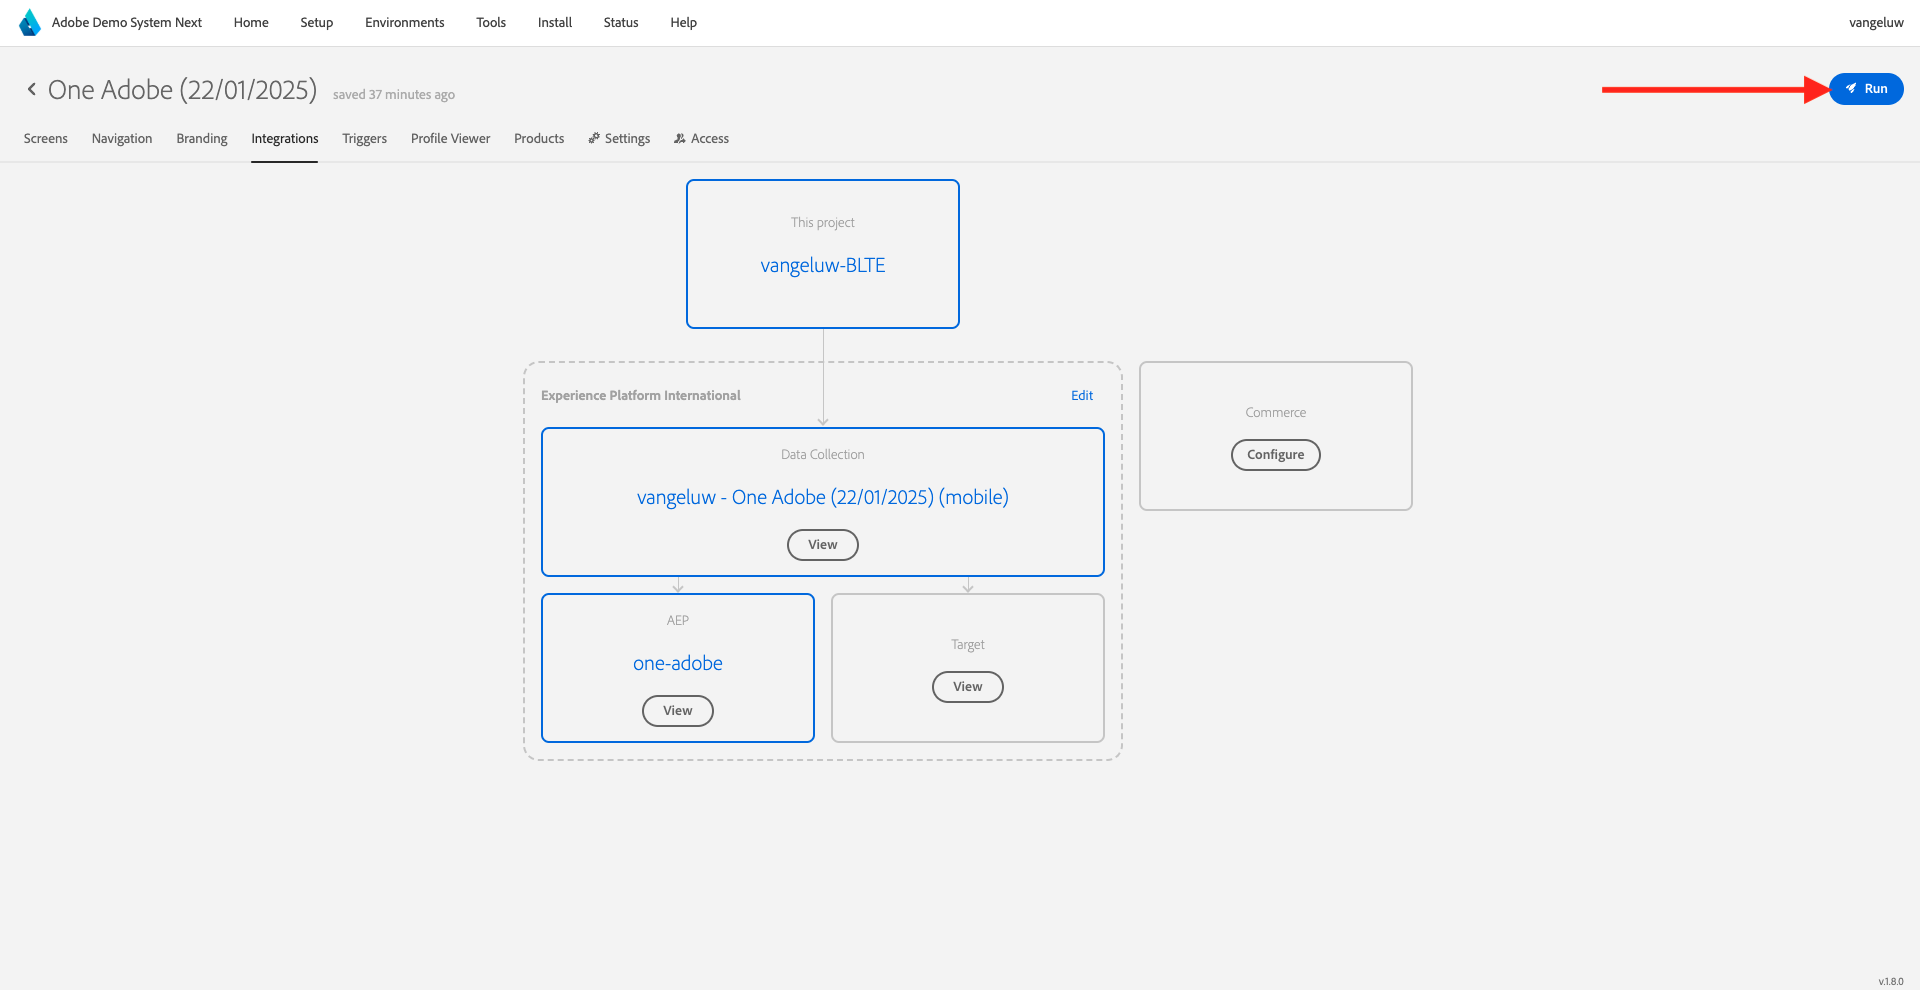 Adobe Demo System Next Home Setup Environments Tools Install Status Help vangeluw
One Adobe (22/01/2025) saved 37 minutes ago Run
Screens Navigation Branding Integrations Triggers Profile Viewer Products Settings Access
This project
vangeluw-BLTE
Experience Platform International Edit
Data Collection
vangeluw - One Adobe (22/01/2025) (mobile)
View
Commerce
Configure
AEP
one-adobe
View
Target
View
v.1.8.0